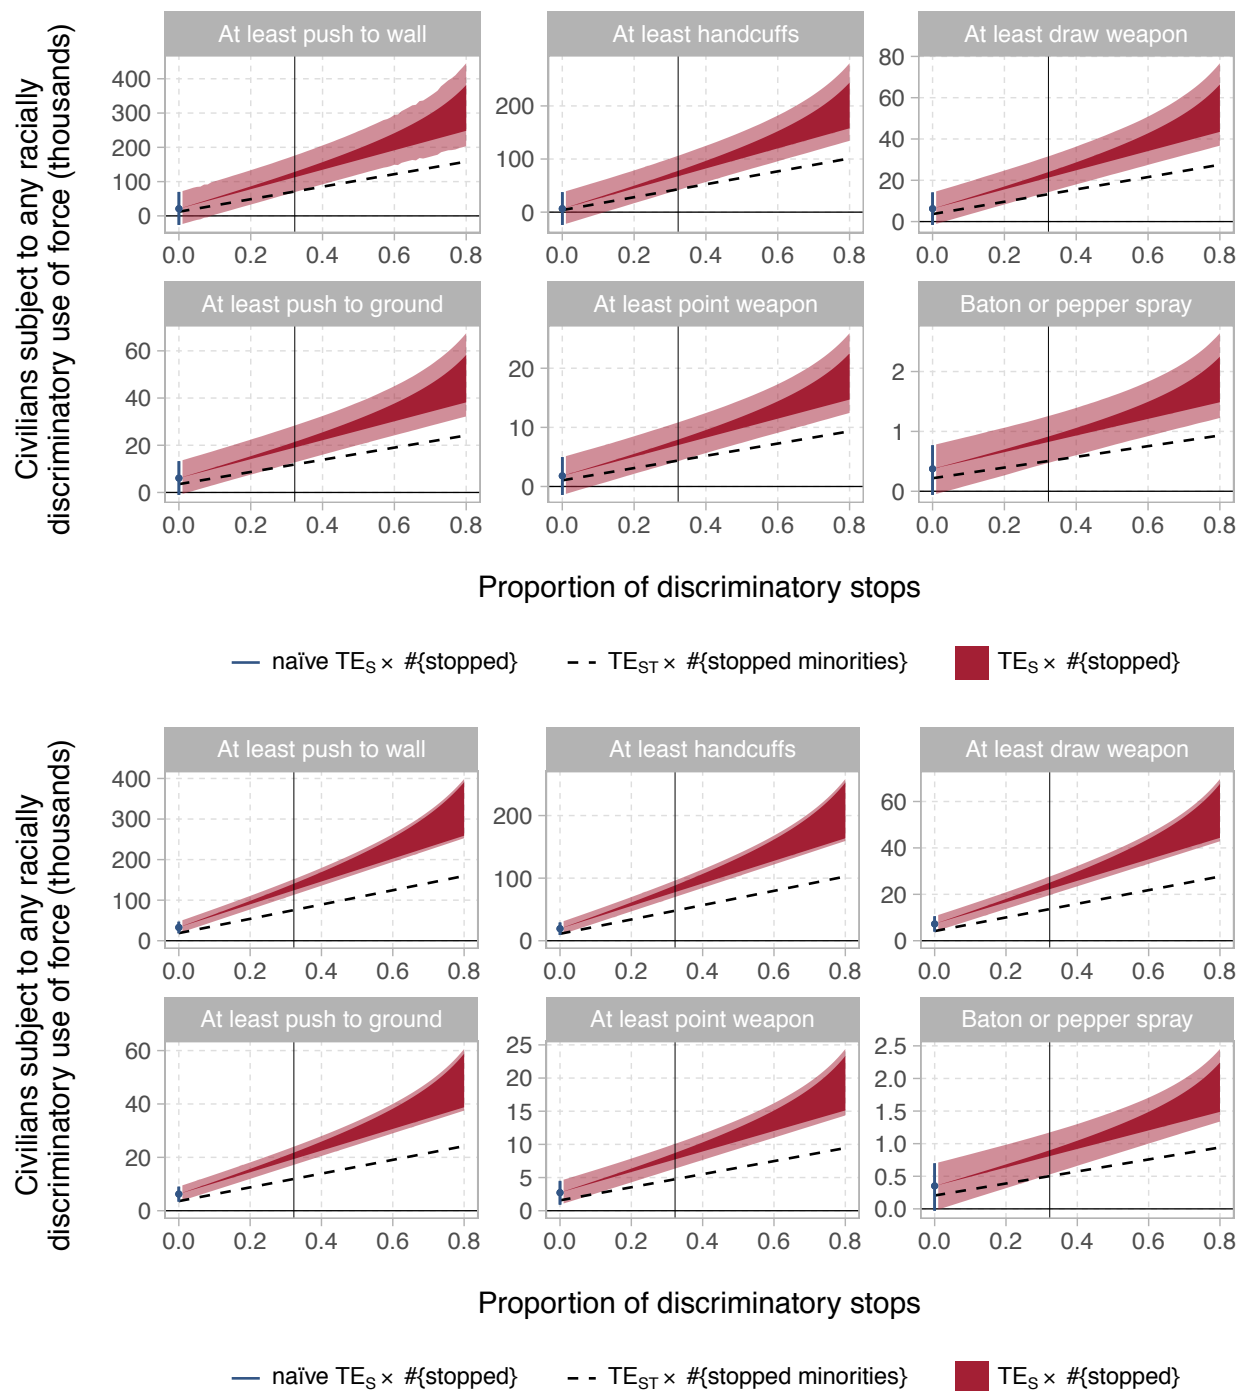 Civilians subject to any racially
discriminatory use of force (thousands)
At least push to wall
At least handcuffs
At least draw weapon
400
300
200
100
0
200
100
0
80
60
40
20
0
0.0 0.2 0.4 0.6 0.8
0.0 0.2 0.4 0.6 0.8
0.0 0.2 0.4 0.6 0.8
At least push to ground
At least point weapon
Baton or pepper spray
60
40
20
0
20
10
0
2
1
0
0.0 0.2 0.4 0.6 0.8
0.0 0.2 0.4 0.6 0.8
0.0 0.2 0.4 0.6 0.8
Proportion of discriminatory stops
naïve TES × #{stopped}
TEST × #{stopped minorities}
TES × #{stopped}
Civilians subject to any racially
discriminatory use of force (thousands)
At least push to wall
At least handcuffs
At least draw weapon
400
300
200
100
0
200
100
0
60
40
20
0
0.0 0.2 0.4 0.6 0.8
0.0 0.2 0.4 0.6 0.8
0.0 0.2 0.4 0.6 0.8
At least push to ground
At least point weapon
Baton or pepper spray
60
40
20
0
25
20
15
10
5
0
2.5
2.0
1.5
1.0
0.5
0.0
0.0 0.2 0.4 0.6 0.8
0.0 0.2 0.4 0.6 0.8
0.0 0.2 0.4 0.6 0.8
Proportion of discriminatory stops
naïve TES × #{stopped}
TEST × #{stopped minorities}
TES × #{stopped}